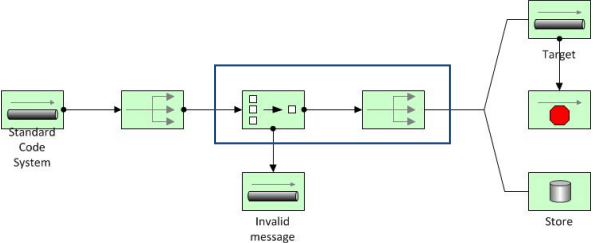 Target
Standard
Code
System
Invalid
message
Store